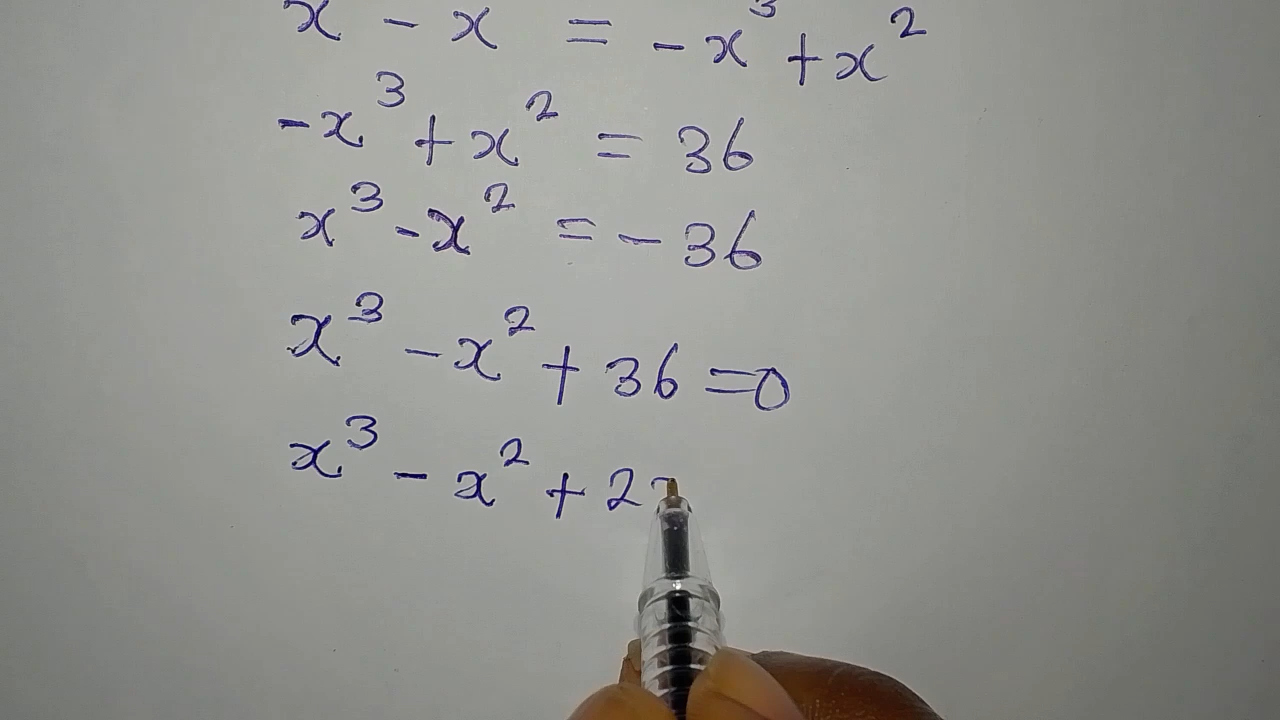 x - x = -x³ + x²
-x³ + x² = 36
x³ - x² = -36
x³ - x² + 36 = 0
x³ - x² + 2